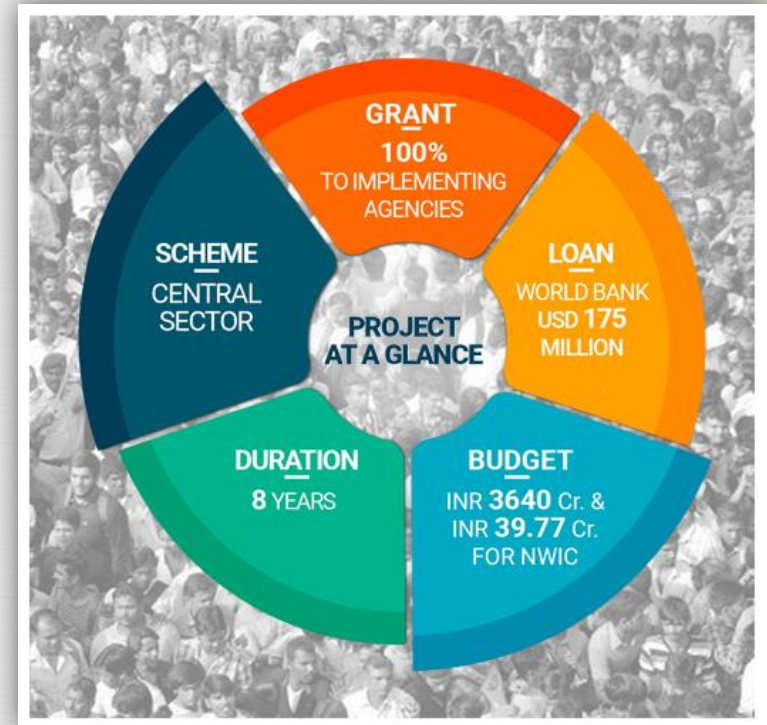 GRANT
100%
TO IMPLEMENTING
AGENCIES
SCHEME
CENTRAL
SECTOR
LOAN
WORLD BANK
USD 175
MILLION
PROJECT
AT A GLANCE
DURATION
8 YEARS
BUDGET
INR 3640 Cr. &
INR 39.77 Cr.
FOR NWIC